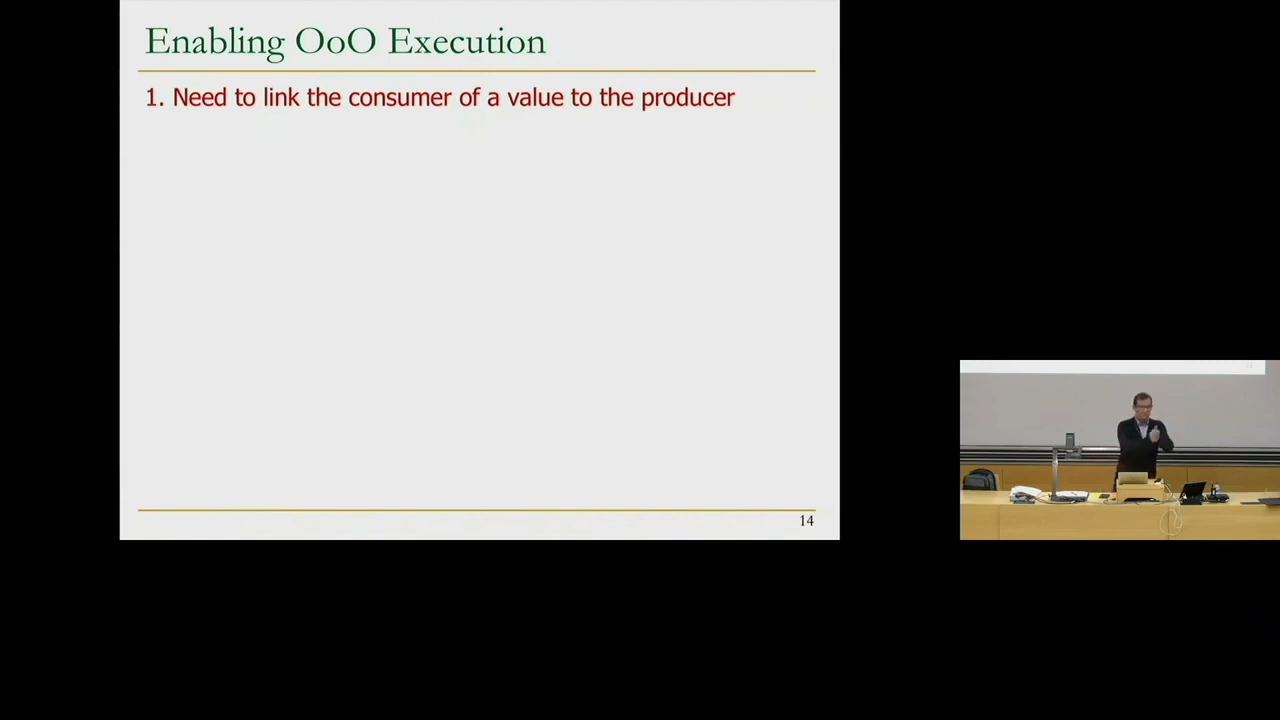 Enabling OoO Execution
1. Need to link the consumer of a value to the producer
14